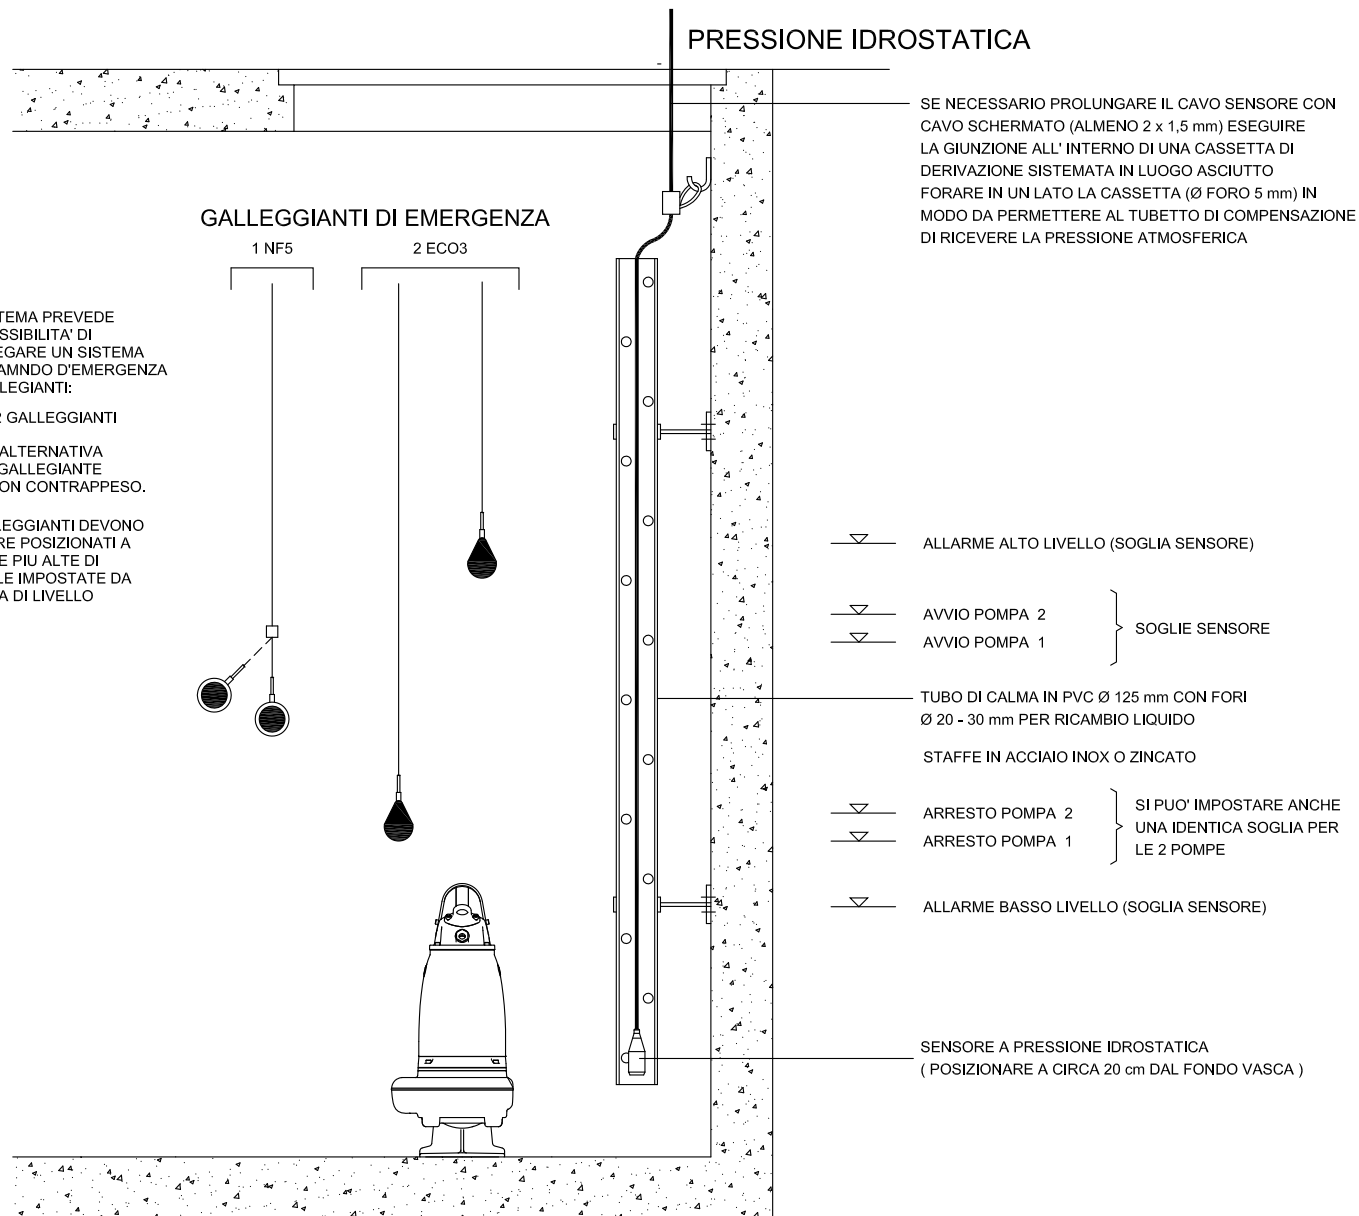 PRESSIONE IDROSTATICA
SE NECESSARIO PROLUNGARE IL CAVO SENSORE CON
CAVO SCHERMATO (ALMENO 2 x 1,5 mm) ESEGUIRE
LA GIUNZIONE ALL' INTERNO DI UNA CASSETTA DI
DERIVAZIONE SISTEMATA IN LUOGO ASCIUTTO
FORARE IN UN LATO LA CASSETTA (Ø FORO 5 mm) IN
MODO DA PERMETTERE AL TUBETTO DI COMPENSAZIONE
DI RICEVERE LA PRESSIONE ATMOSFERICA
GALLEGGIANTI DI EMERGENZA
1 NF5
2 ECO3
TEMA PREVEDE
SSIBILITA' DI
EGARE UN SISTEMA
AMNDO D'EMERGENZA
LEGIANTI:
2 GALLEGGIANTI
ALTERNATIVA
GALLEGIANTE
ON CONTRAPPESO.
EGGIANTI DEVONO
RE POSIZIONATI A
E PIU ALTE DI
LE IMPOSTATE DA
A DI LIVELLO
ALLARME ALTO LIVELLO (SOGLIA SENSORE)
AVVIO POMPA 2
AVVIO POMPA 1
SOGLIE SENSORE
TUBO DI CALMA IN PVC Ø 125 mm CON FORI
Ø 20 - 30 mm PER RICAMBIO LIQUIDO
STAFFE IN ACCIAIO INOX O ZINCATO
ARRESTO POMPA 2
ARRESTO POMPA 1
SI PUO' IMPOSTARE ANCHE
UNA IDENTICA SOGLIA PER
LE 2 POMPE
ALLARME BASSO LIVELLO (SOGLIA SENSORE)
SENSORE A PRESSIONE IDROSTATICA
( POSIZIONARE A CIRCA 20 cm DAL FONDO VASCA )